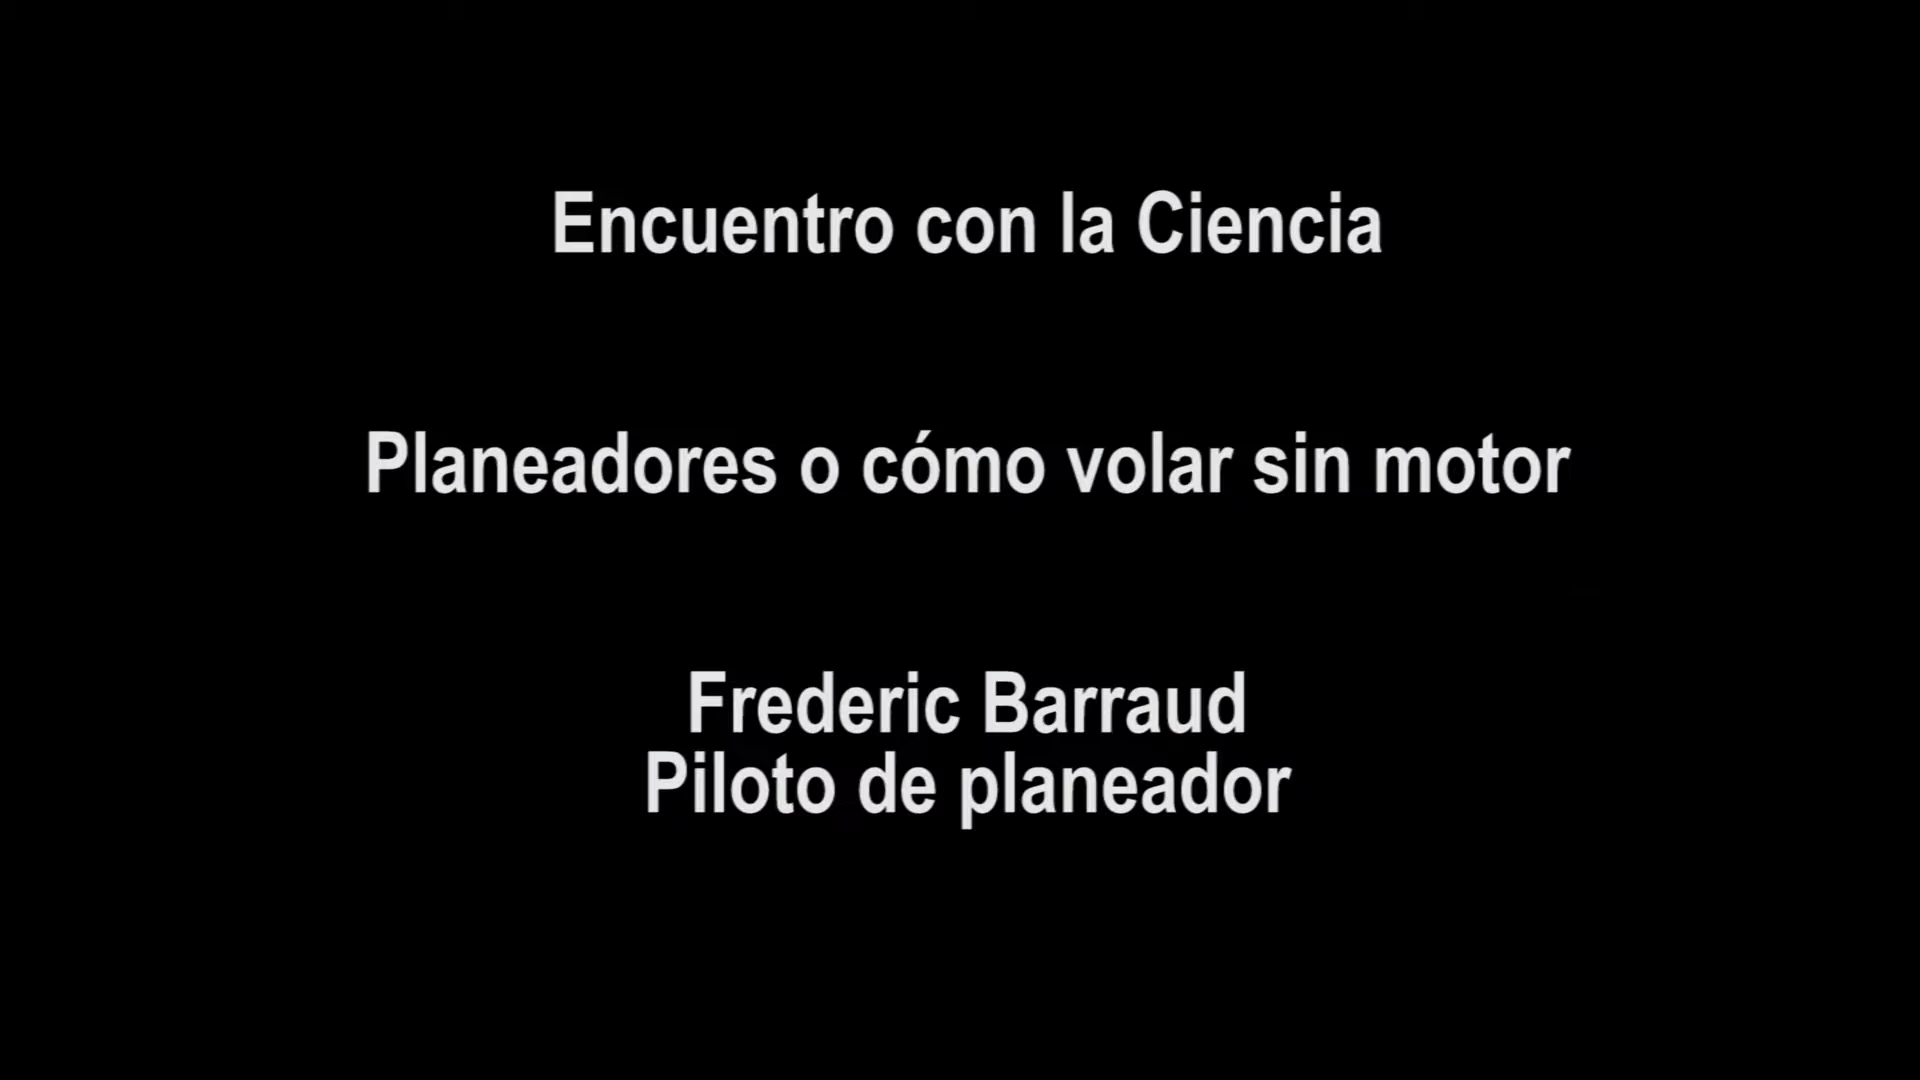 Encuentro con la Ciencia
Planeadores o cómo volar sin motor
Frederic Barraud
Piloto de planeador